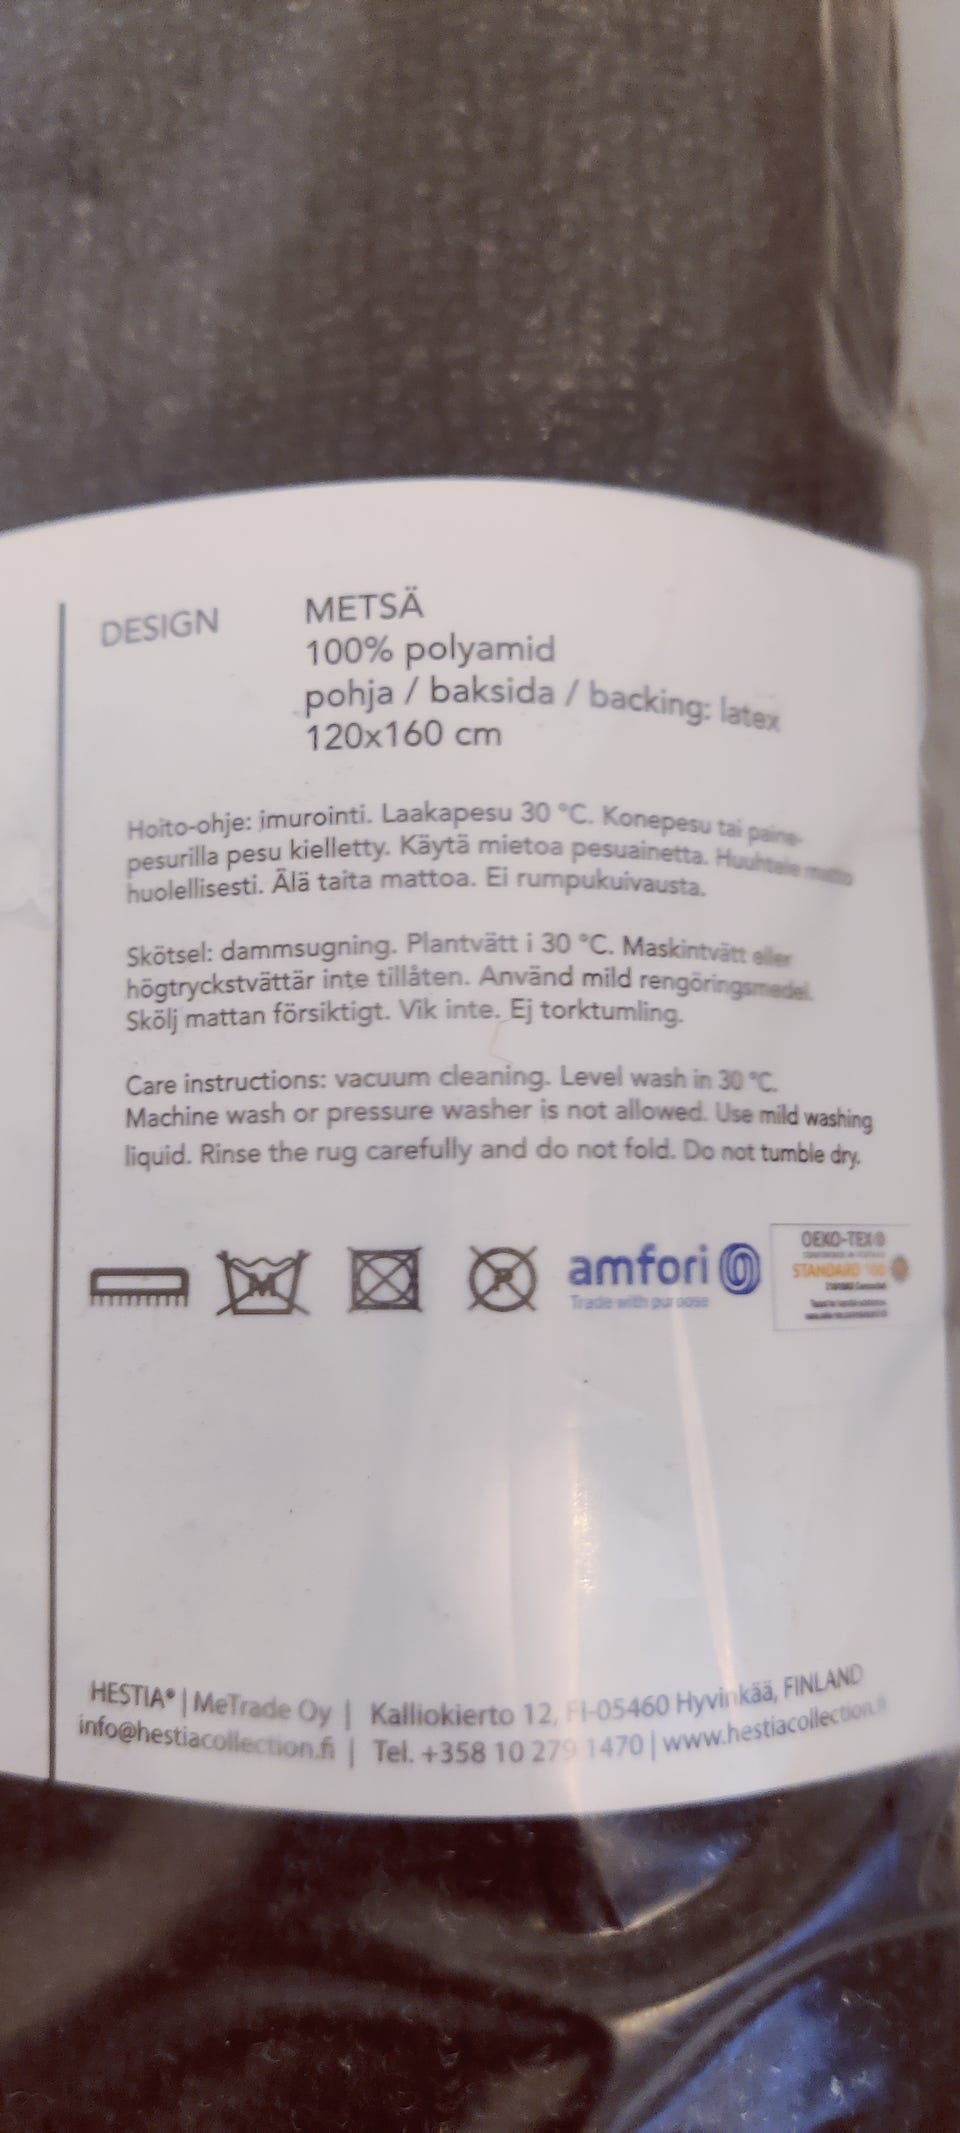 DESIGN
METSÄ
100% polyamid
pohja / baksida / backing: latex
120x160 cm
Hoito-ohje: imurointi. Laakapesu 30 °C. Konepesu tai paine-
pesurilla pesu kielletty. Käytä mietoa pesuainetta. Huuhtele matto
huolellisesti. Älä taita mattoa. Ei rumpukuivausta.
Skötsel: dammsugning. Plantvätt i 30 °C. Maskintvätt eller
högtryckstvättär inte tillåten. Använd mild rengöringsmedel.
Skölj mattan försiktigt. Vik inte. Ej torktumling.
Care instructions: vacuum cleaning. Level wash in 30 °C.
Machine wash or pressure washer is not allowed. Use mild washing
liquid. Rinse the rug carefully and do not fold. Do not tumble dry.
M
P
amfori
Trade with purpose
OEKO-TEX®
STANDARD 100
HESTIA® | MeTrade Oy | Kalliokierto 12, FI-05460 Hyvinkää, FINLAND
info@hestiacollection.fi | Tel. +358 10 279 1470 | www.hestiacollection.fi